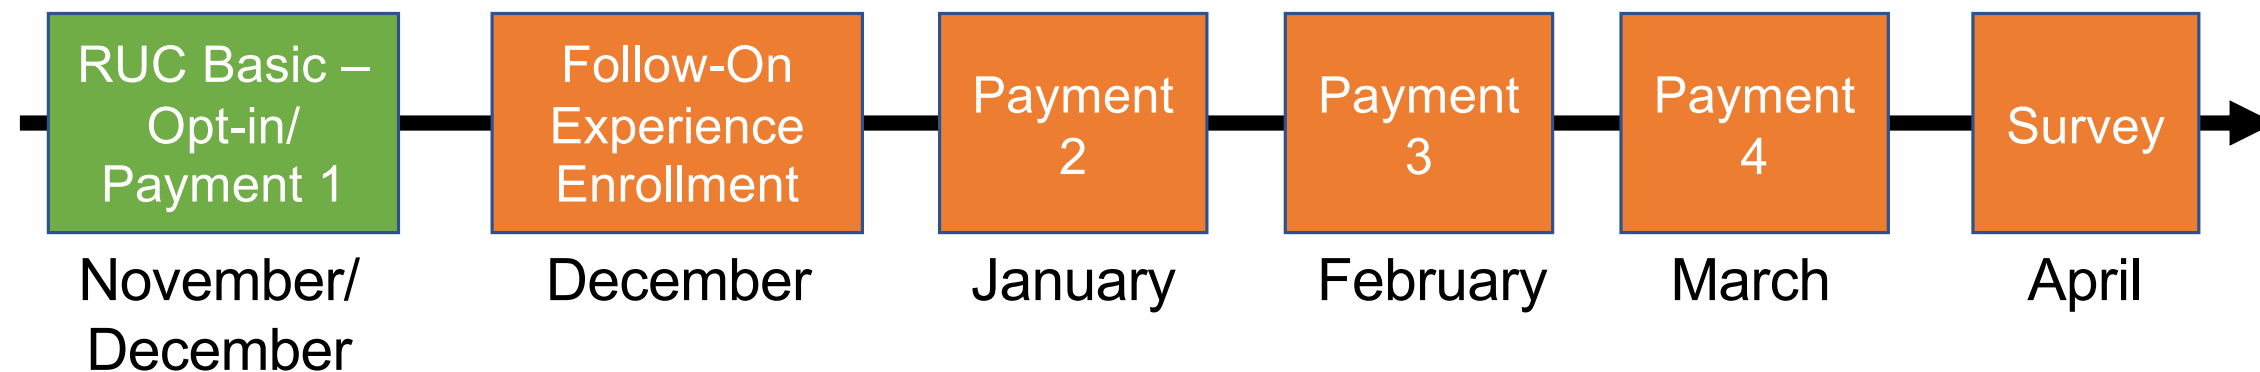 RUC Basic –
Opt-in/
Payment 1
Follow-On
Experience
Enrollment
Payment
2
Payment
3
Payment
4
Survey
November/
December
December
January
February
March
April